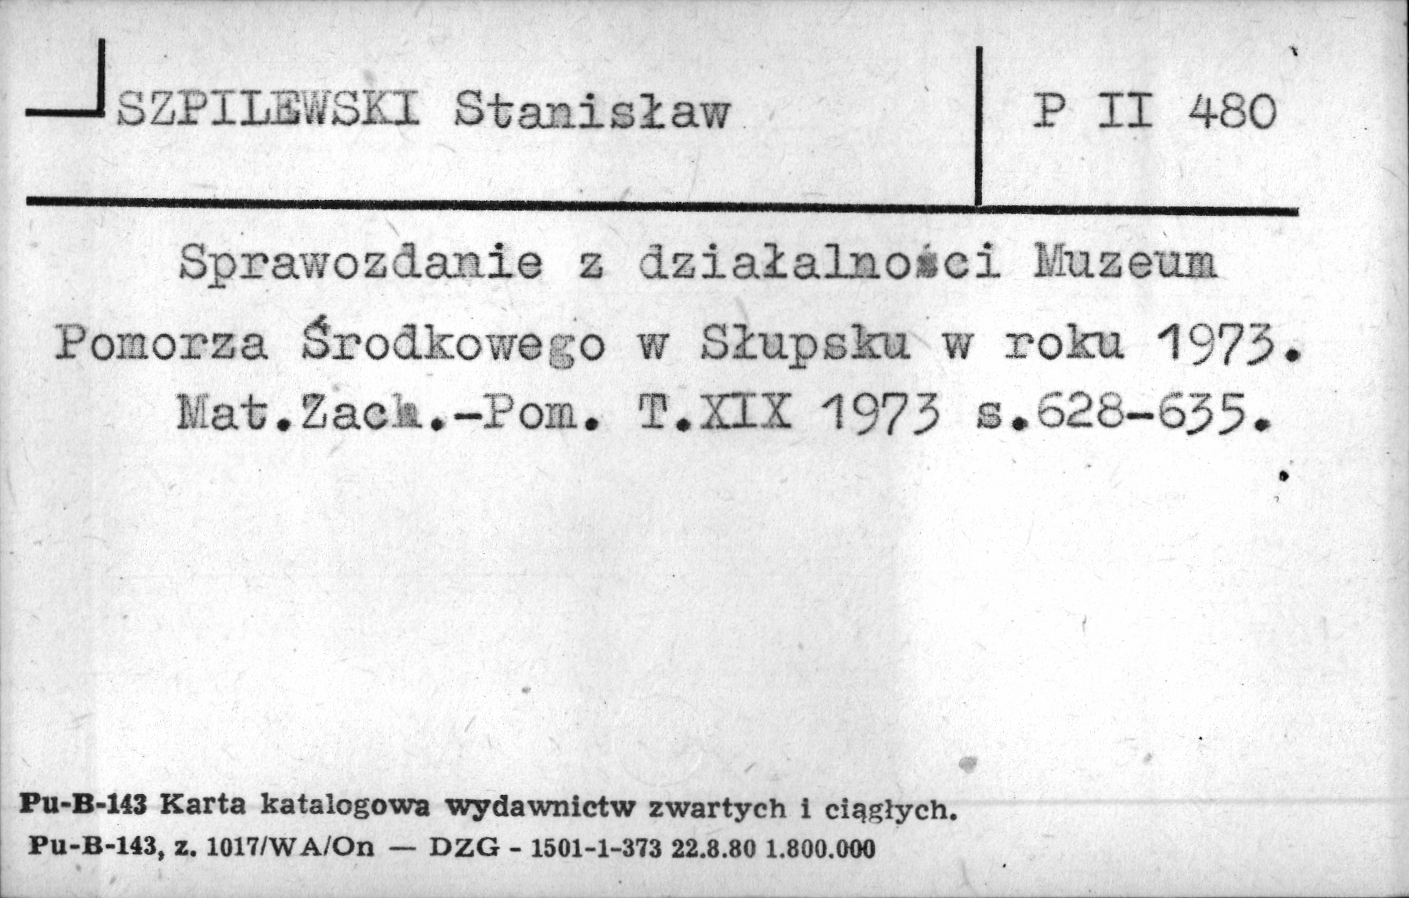 SZPILEWSKI Stanisław P II 480
Sprawozdanie z działalności Muzeum
Pomorza Środkowego w Słupsku w roku 1973.
Mat.Zach.-Pom. T.XIX 1973 s.628-635.
Pu-B-143 Karta katalogowa wydawnictw zwartych i ciągłych.
Pu-B-143, z. 1017/WA/On — DZG - 1501-1-373 22.8.80 1.800.000